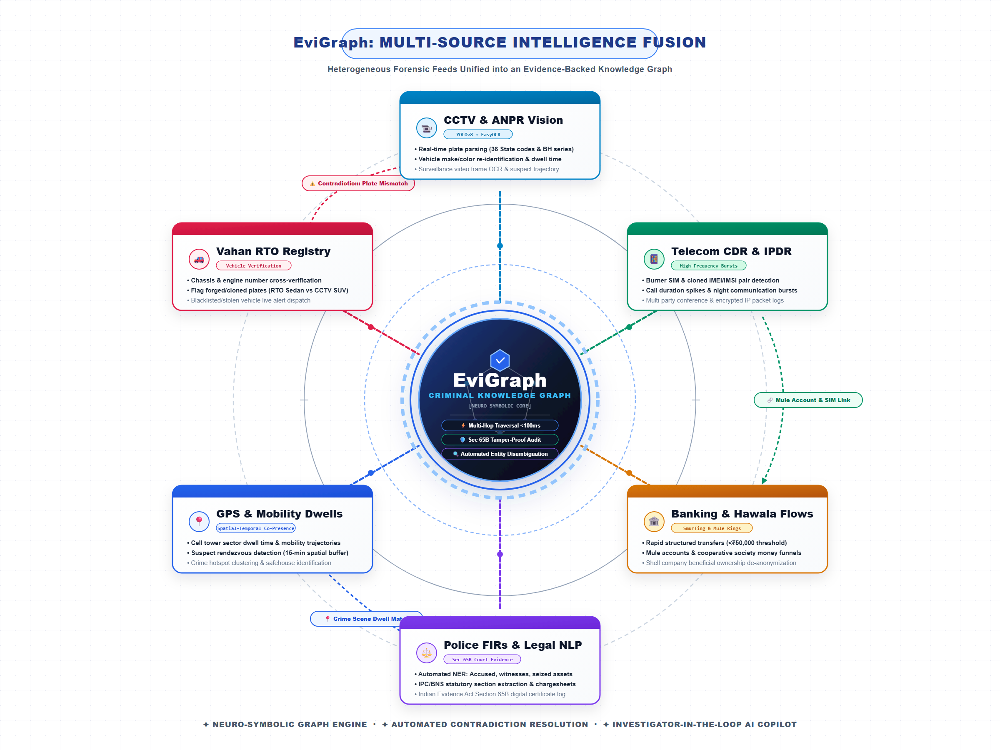 EviGraph: MULTI-SOURCE INTELLIGENCE FUSION
Heterogeneous Forensic Feeds Unified into an Evidence-Backed Knowledge Graph
CCTV & ANPR Vision
YOLOv8 + EasyOCR
• Real-time plate parsing (36 State codes & BH series)
• Vehicle make/color re-identification & dwell time
• Surveillance video frame OCR & suspect trajectory
⚠️ Contradiction: Plate Mismatch
Vahan RTO Registry
Vehicle Verification
• Chassis & engine number cross-verification
• Flag forged/cloned plates (RTO Sedan vs CCTV SUV)
• Blacklisted/stolen vehicle live alert dispatch
Telecom CDR & IPDR
High-Frequency Bursts
• Burner SIM & cloned IMEI/IMSI pair detection
• Call duration spikes & night communication bursts
• Multi-party conference & encrypted IP packet logs
EviGraph
CRIMINAL KNOWLEDGE GRAPH
[NEURO-SYMBOLIC CORE]
⚡ Multi-Hop Traversal <100ms
🛡️ Sec 65B Tamper-Proof Audit
🔍 Automated Entity Disambiguation
🔗 Mule Account & SIM Link
GPS & Mobility Dwells
Spatial-Temporal Co-Presence
• Cell tower sector dwell time & mobility trajectories
• Suspect rendezvous detection (15-min spatial buffer)
• Crime hotspot clustering & safehouse identification
Banking & Hawala Flows
Smurfing & Mule Rings
• Rapid structured transfers (<₹50,000 threshold)
• Mule accounts & cooperative society money funnels
• Shell company beneficial ownership de-anonymization
📍 Crime Scene Dwell
Police FIRs & Legal NLP
Sec 65B Court Evidence
• Automated NER: Accused, witnesses, seized assets
• IPC/BNS statutory section extraction & chargesheets
• Indian Evidence Act Section 65B digital certificate log
✦ NEURO-SYMBOLIC GRAPH ENGINE · ✦ AUTOMATED CONTRADICTION RESOLUTION · ✦ INVESTIGATOR-IN-THE-LOOP AI COPILOT